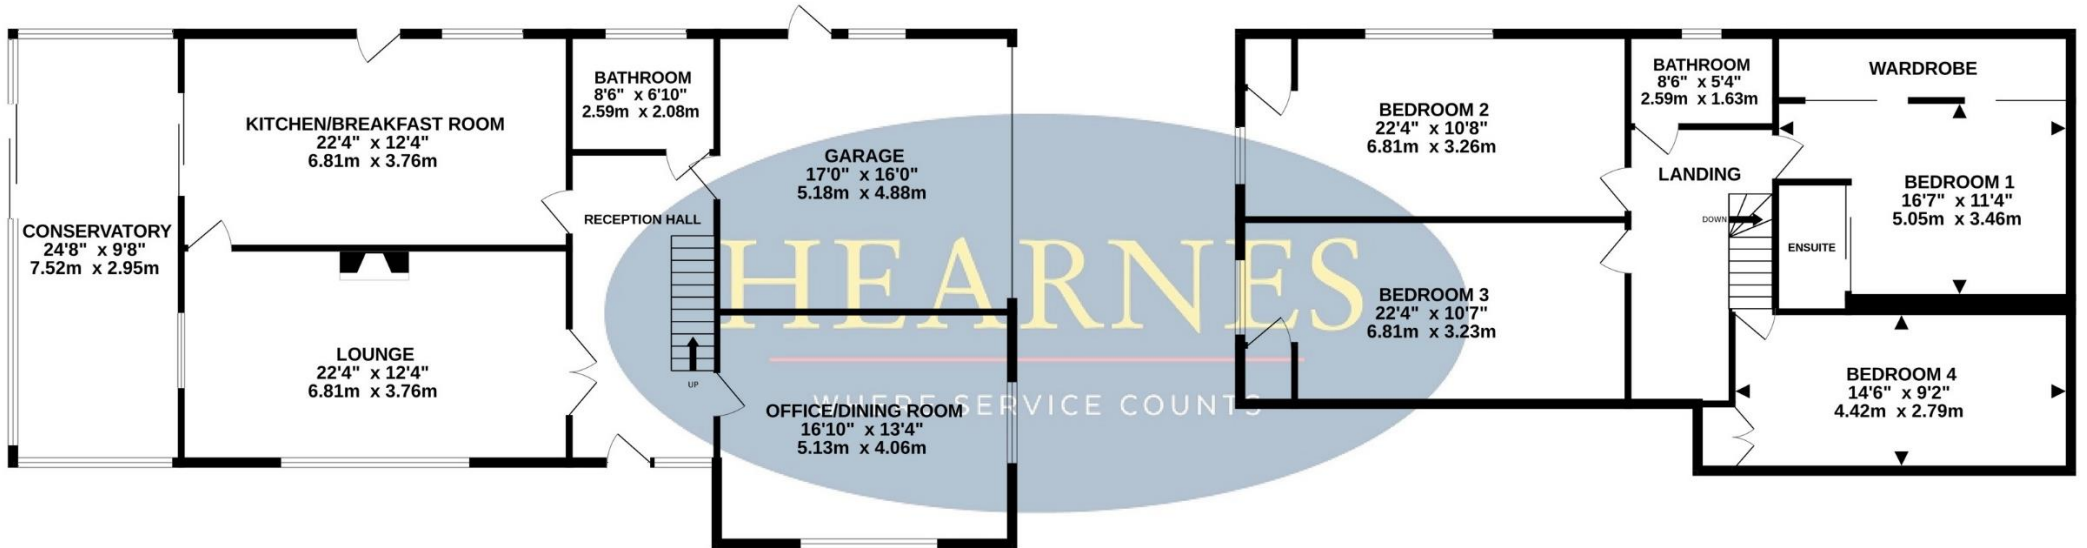 KITCHEN/BREAKFAST ROOM
22'4" x 12'4"
6.81m x 3.76m
BATHROOM
8'6" x 6'10"
2.59m x 2.08m
GARAGE
17'0" x 16'0"
5.18m x 4.88m
CONSERVATORY
24'8" x 9'8"
7.52m x 2.95m
RECEPTION HALL
UP
LOUNGE
22'4" x 12'4"
6.81m x 3.76m
OFFICE/DINING ROOM
16'10" x 13'4"
5.13m x 4.06m
HEARNES
WHERE SERVICE COUNTS
BEDROOM 2
22'4" x 10'8"
6.81m x 3.26m
BATHROOM
8'6" x 5'4"
2.59m x 1.63m
WARDROBE
LANDING
DOWN
BEDROOM 1
16'7" x 11'4"
5.05m x 3.46m
ENSUITE
BEDROOM 3
22'4" x 10'7"
6.81m x 3.23m
BEDROOM 4
14'6" x 9'2"
4.42m x 2.79m